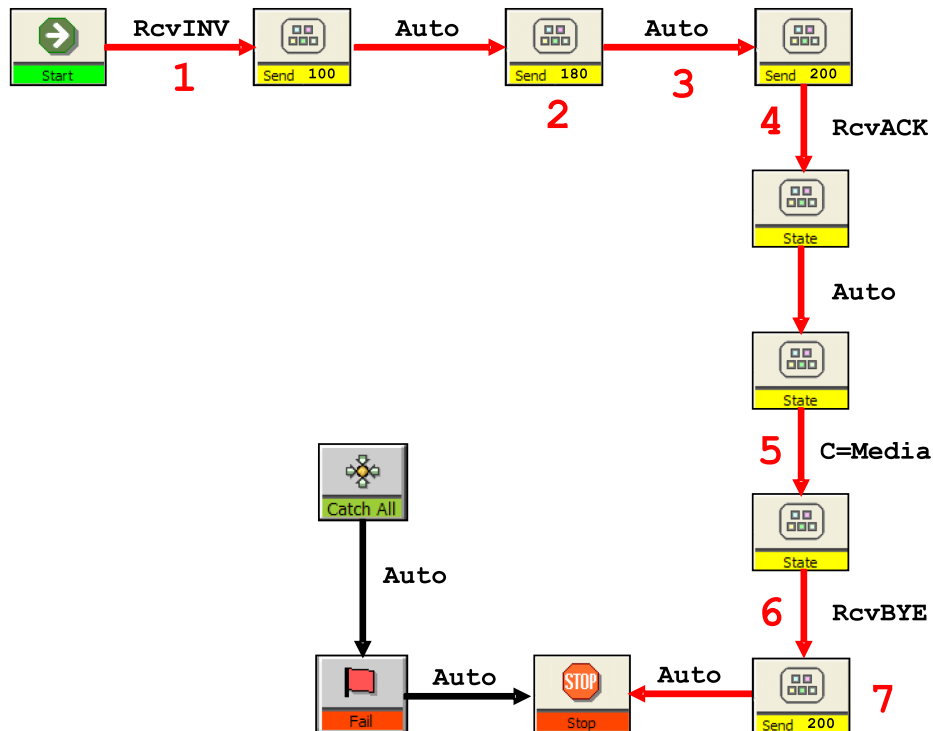 RcvINV
Auto
Auto
Start
Send 100
Send 180
Send 200
1
2
3
4
RcvACK
State
Auto
State
5
C=Media
Catch All
State
Auto
6
RcvBYE
Auto
Auto
7
Fail
Stop
Send 200
STOP